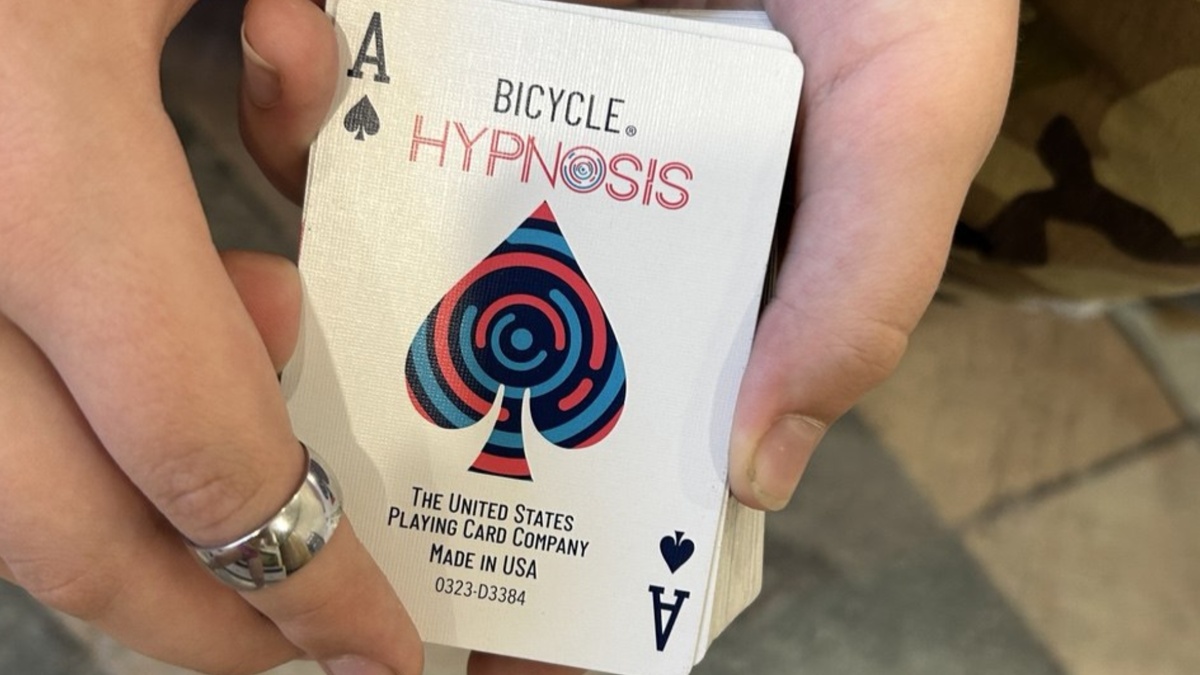 A
BICYCLE®
HYPNOSIS
THE UNITED STATES
PLAYING CARD COMPANY
MADE IN USA
0323-D3384
A